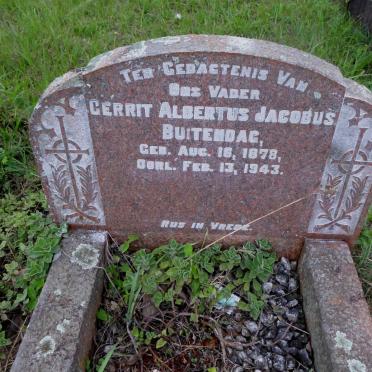 TER GEDACTENIS VAN
ONS VADER
GERRIT ALBERTUS JACOBUS
BUITENDAG,
GEB. AUG. 16, 1878,
OORL. FEB. 13, 1943.
RUS IN VREDE.